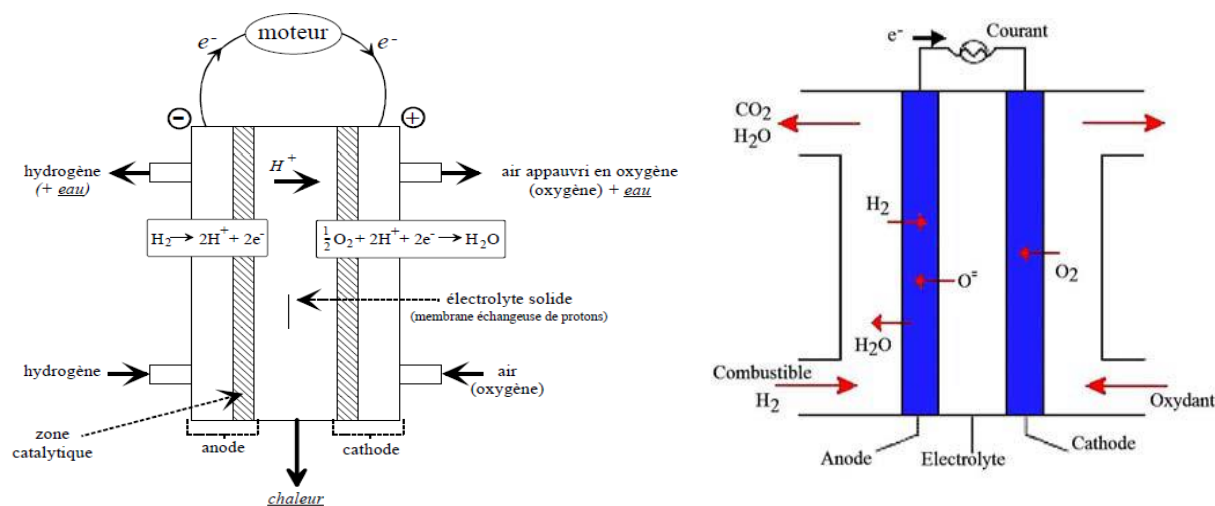 moteur
e-
e-
−
+
hydrogène
(+ eau)
H+
air appauvri en oxygène
(oxygène) + eau
H2 → 2H+ + 2e-
1/2 O2 + 2H+ + 2e- → H2O
électrolyte solide
(membrane échangeuse de protons)
hydrogène
air
(oxygène)
zone
catalytique
anode
cathode
chaleur
e-
Courant
CO2
H2O
H2
O=
O2
H2O
Combustible
H2
Oxydant
Anode
Electrolyte
Cathode